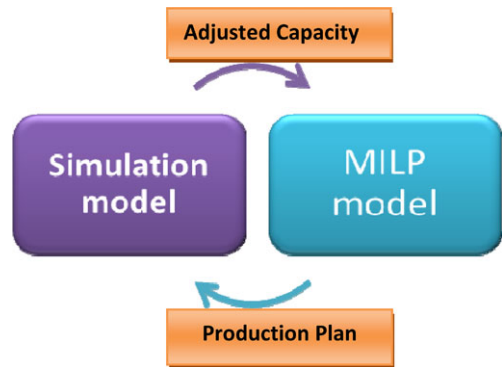 Adjusted Capacity
Simulation
model
MILP
model
Production Plan